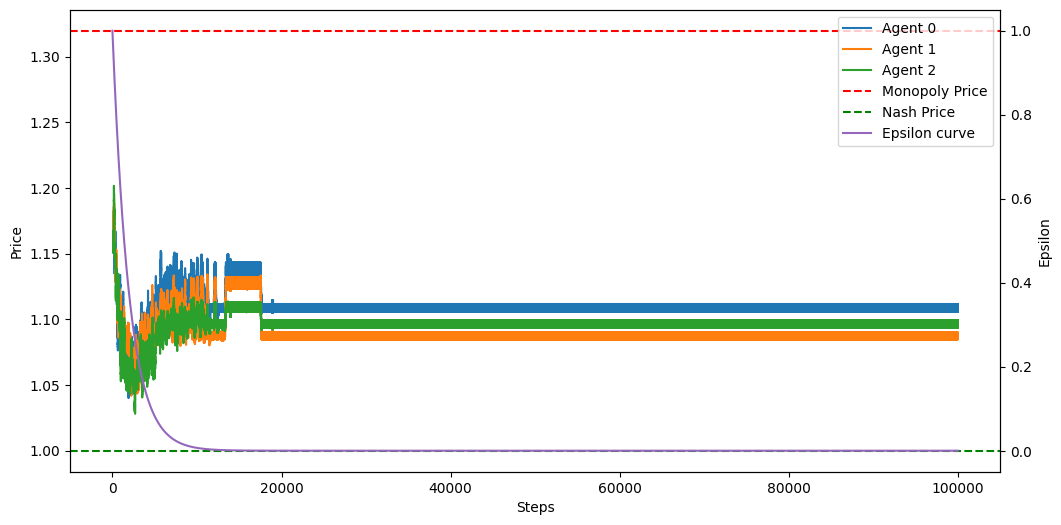 1.30
1.25
1.20
1.15
1.10
1.05
1.00
Price
0
20000
40000
60000
80000
100000
Steps
1.0
0.8
0.6
0.4
0.2
0.0
Epsilon
Agent 0
Agent 1
Agent 2
Monopoly Price
Nash Price
Epsilon curve